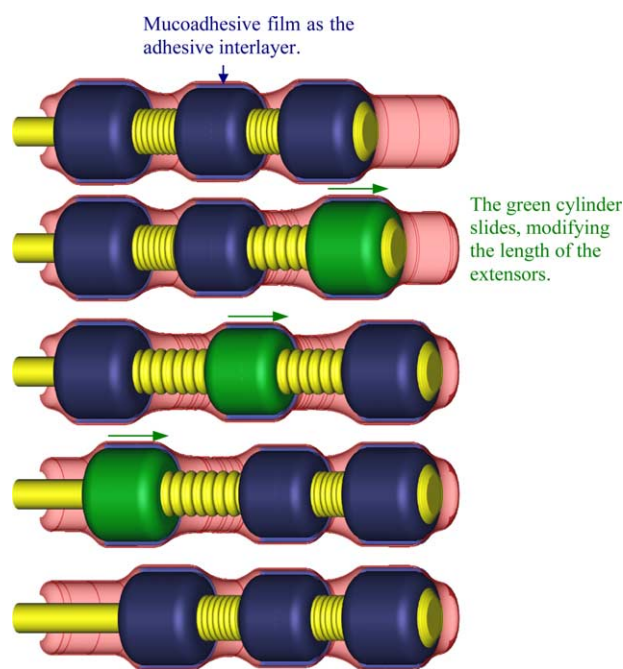 Mucoadhesive film as the
adhesive interlayer.
The green cylinder
slides, modifying
the length of the
extensors.